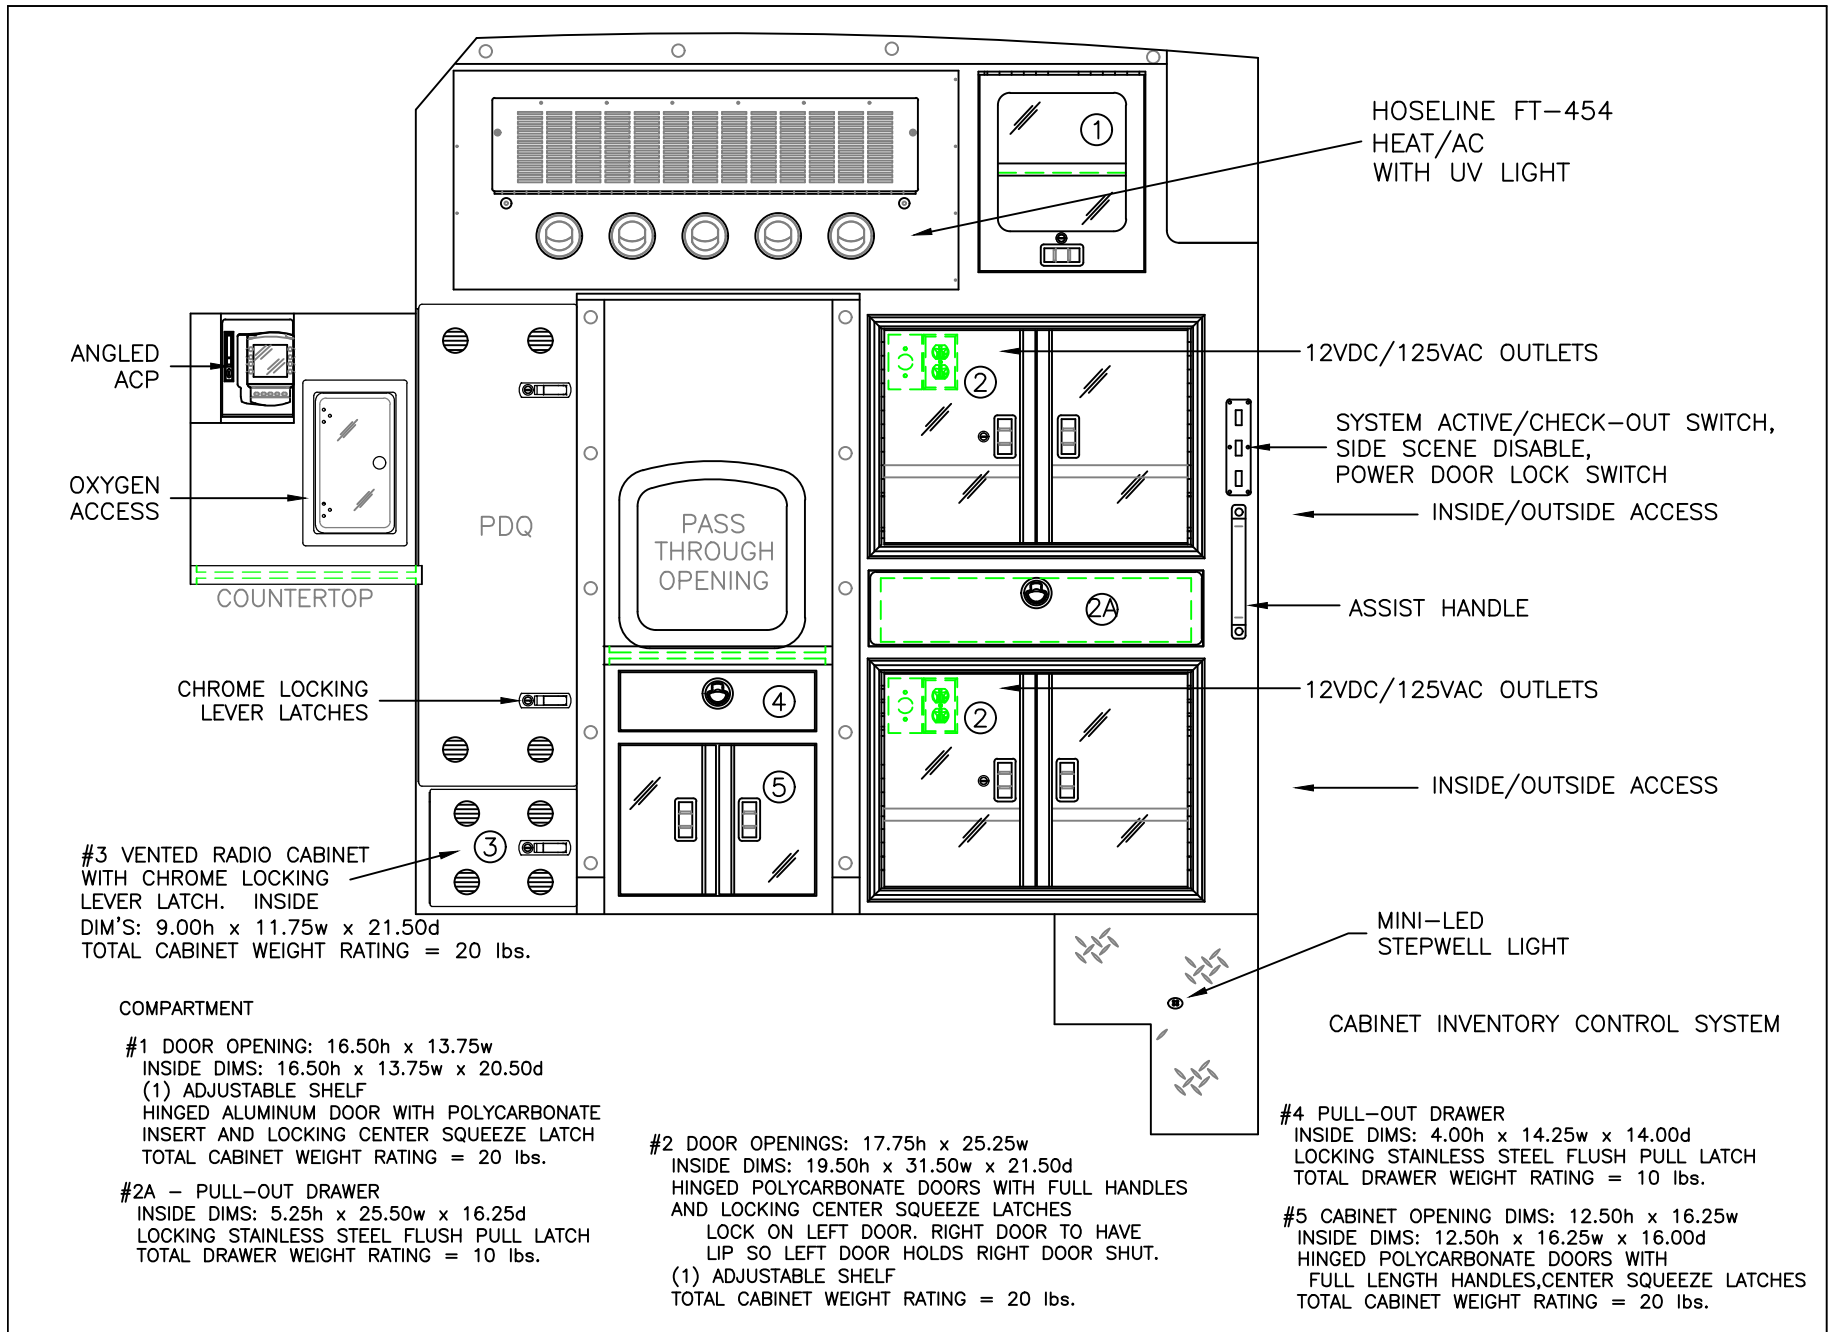 HOSELINE FT-454
HEAT/AC
WITH UV LIGHT
1
ANGLED
ACP
OXYGEN
ACCESS
PDQ
COUNTERTOP
PASS
THROUGH
OPENING
2
12VDC/125VAC OUTLETS
SYSTEM ACTIVE/CHECK-OUT SWITCH,
SIDE SCENE DISABLE,
POWER DOOR LOCK SWITCH
INSIDE/OUTSIDE ACCESS
2A
ASSIST HANDLE
CHROME LOCKING
LEVER LATCHES
4
2
12VDC/125VAC OUTLETS
5
INSIDE/OUTSIDE ACCESS
3
#3 VENTED RADIO CABINET
WITH CHROME LOCKING
LEVER LATCH. INSIDE
DIM'S: 9.00h x 11.75w x 21.50d
TOTAL CABINET WEIGHT RATING = 20 lbs.
MINI-LED
STEPWELL LIGHT
CABINET INVENTORY CONTROL SYSTEM
COMPARTMENT
#1 DOOR OPENING: 16.50h x 13.75w
INSIDE DIMS: 16.50h x 13.75w x 20.50d
(1) ADJUSTABLE SHELF
HINGED ALUMINUM DOOR WITH POLYCARBONATE
INSERT AND LOCKING CENTER SQUEEZE LATCH
TOTAL CABINET WEIGHT RATING = 20 lbs.
#2A - PULL-OUT DRAWER
INSIDE DIMS: 5.25h x 25.50w x 16.25d
LOCKING STAINLESS STEEL FLUSH PULL LATCH
TOTAL DRAWER WEIGHT RATING = 10 lbs.
#2 DOOR OPENINGS: 17.75h x 25.25w
INSIDE DIMS: 19.50h x 31.50w x 21.50d
HINGED POLYCARBONATE DOORS WITH FULL HANDLES
AND LOCKING CENTER SQUEEZE LATCHES
LOCK ON LEFT DOOR. RIGHT DOOR TO HAVE
LIP SO LEFT DOOR HOLDS RIGHT DOOR SHUT.
(1) ADJUSTABLE SHELF
TOTAL CABINET WEIGHT RATING = 20 lbs.
#4 PULL-OUT DRAWER
INSIDE DIMS: 4.00h x 14.25w x 14.00d
LOCKING STAINLESS STEEL FLUSH PULL LATCH
TOTAL DRAWER WEIGHT RATING = 10 lbs.
#5 CABINET OPENING DIMS: 12.50h x 16.25w
INSIDE DIMS: 12.50h x 16.25w x 16.00d
HINGED POLYCARBONATE DOORS WITH
FULL LENGTH HANDLES,CENTER SQUEEZE LATCHES
TOTAL CABINET WEIGHT RATING = 20 lbs.